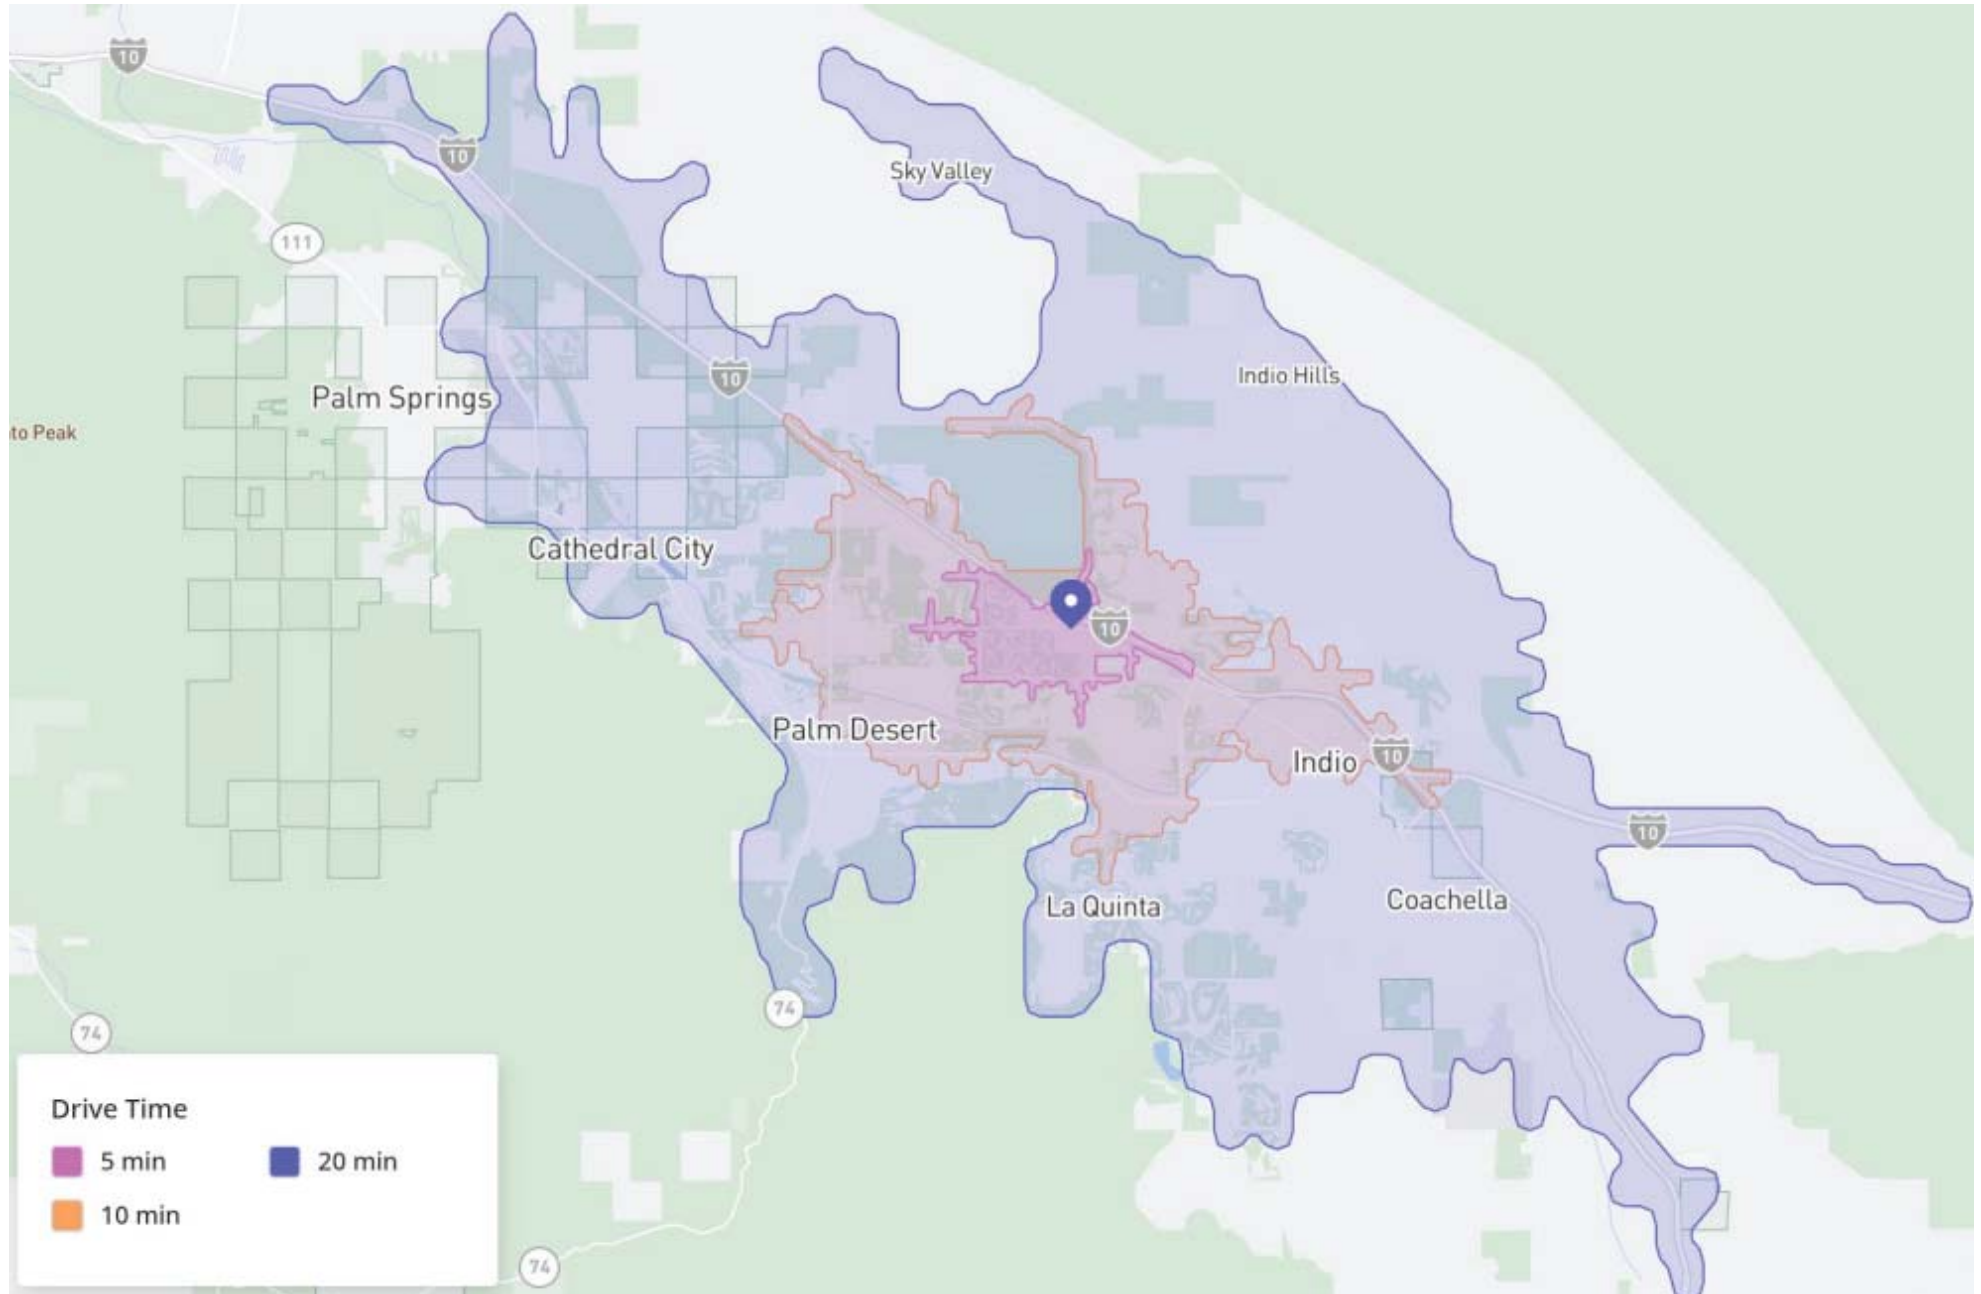 10
10
Sky Valley
111
10
Indio Hills
Palm Springs
to Peak
Cathedral City
10
Palm Desert
Indio
10
10
La Quinta
Coachella
74
74
Drive Time
5 min
20 min
10 min
74